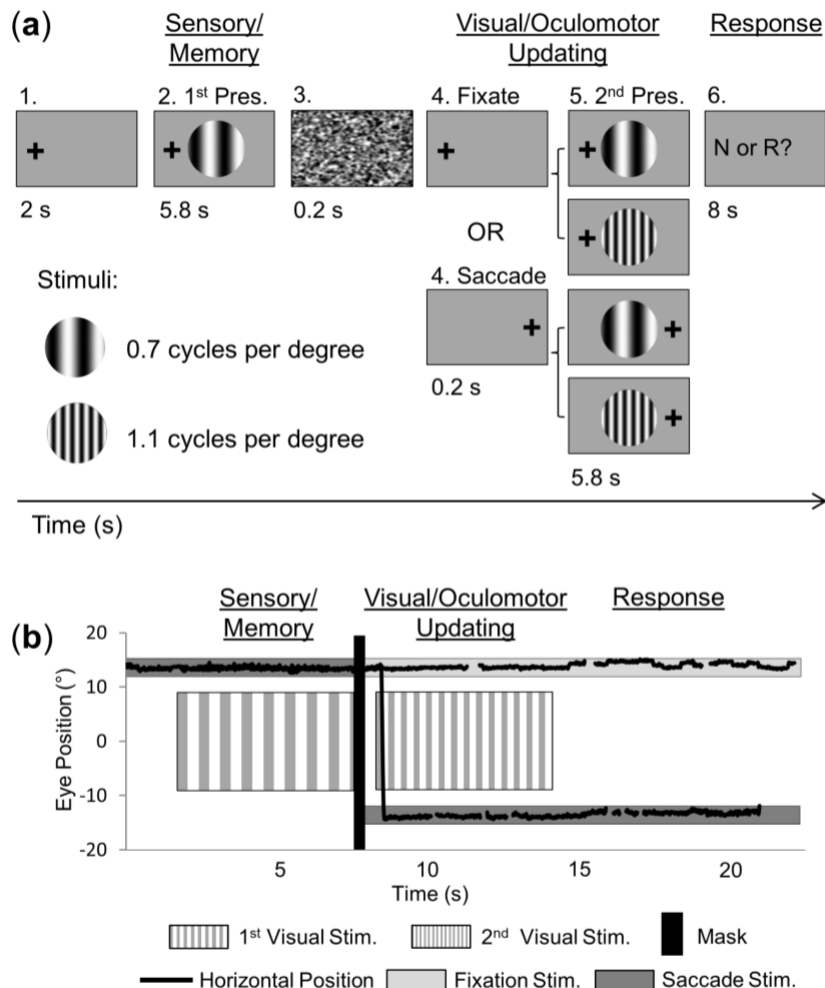 (a)
Sensory/
Memory
Visual/Oculomotor
Updating
Response
1.
2. 1st Pres.
3.
4. Fixate
5. 2nd Pres.
6.
N or R?
2 s
5.8 s
0.2 s
8 s
OR
4. Saccade
0.2 s
5.8 s
Stimuli:
0.7 cycles per degree
1.1 cycles per degree
Time (s)
(b)
Sensory/
Memory
Visual/Oculomotor
Updating
Response
Eye Position (°)
20
10
0
-10
-20
5
10
15
20
Time (s)
1st Visual Stim.
2nd Visual Stim.
Mask
Horizontal Position
Fixation Stim.
Saccade Stim.